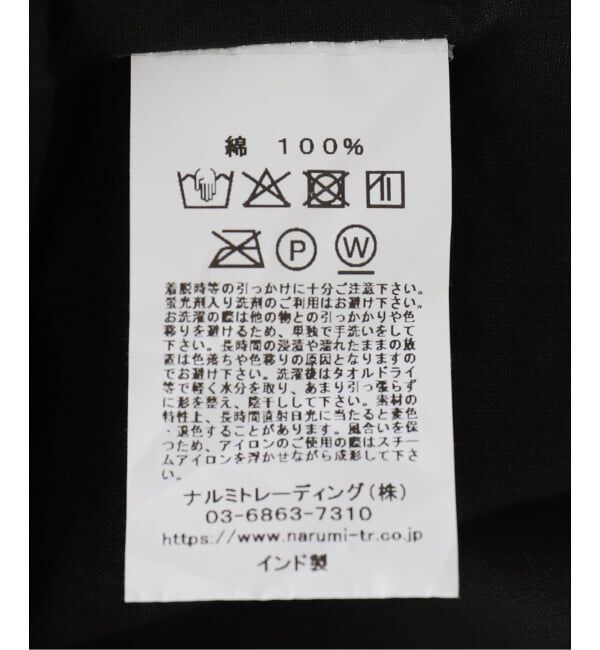 綿 100%
P W
着脱時等の引っかけに十分ご注意下さい。
蛍光剤入り洗剤のご利用はお避け下さい。
お洗濯の際は他の物との引っかかりや色
移りを避けるため、単独で手洗いをして
下さい。長時間の浸漬や濡れたままの放
置は色落ちや色移りの原因となりますの
でお避け下さい。洗濯後はタオルドライ
等で軽く水分を取り、あまり引っ張らず
に形を整え、陰干しして下さい。素材の
特性上、長時間直射日光に当たると変色
・退色することがあります。風合いを保
つため、アイロンのご使用の際はスチー
ムアイロンを浮かせながら成形して下さ
い。
ナルミトレーディング(株)
03-6863-7310
https://www.narumi-tr.co.jp
インド製